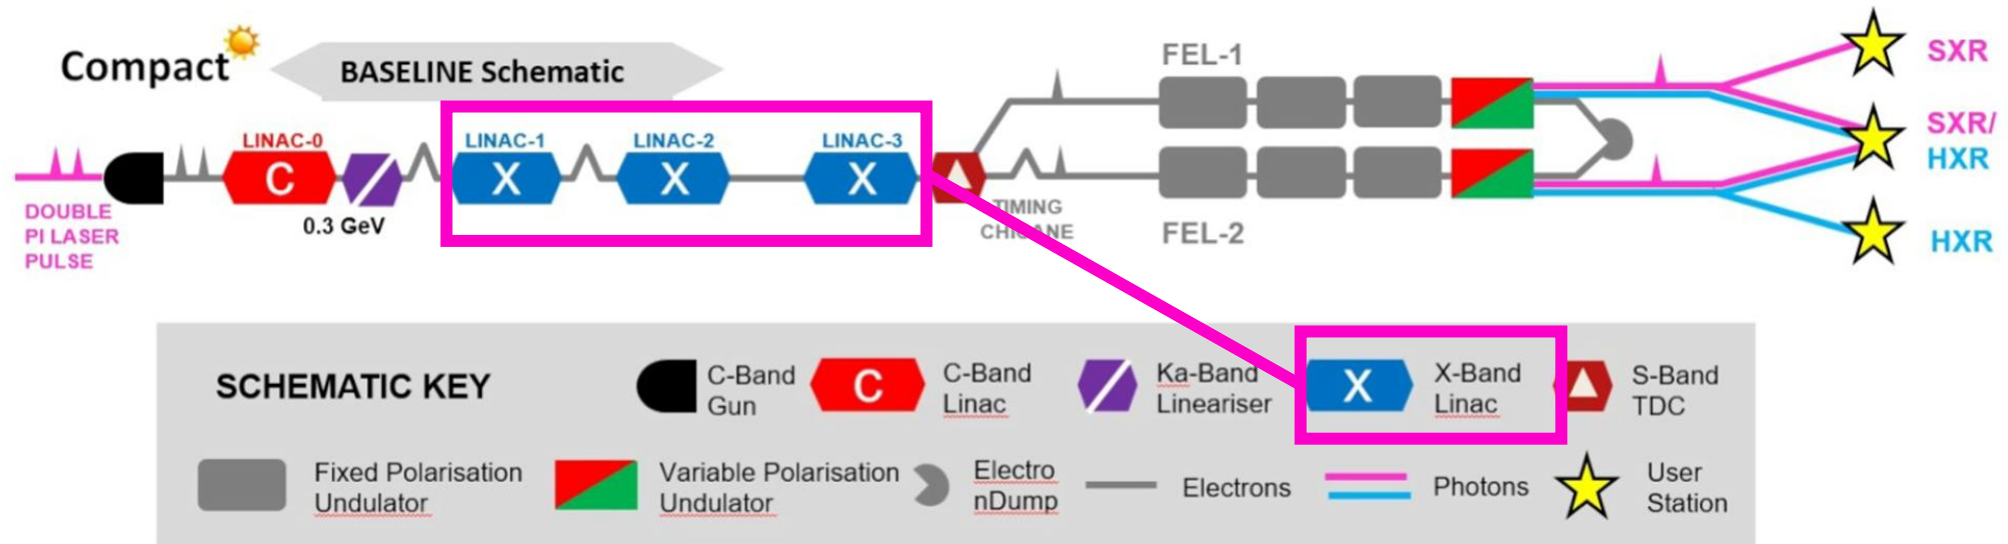 Compact
BASELINE Schematic
FEL-1
SXR
LINAC-0
LINAC-1
LINAC-2
LINAC-3
C
X
X
X
SXR/
HXR
0.3 GeV
DOUBLE
PI LASER
PULSE
TIMING
CHICANE
FEL-2
HXR
SCHEMATIC KEY
C-Band
Gun
C
C-Band
Linac
Ka-Band
Lineariser
X
X-Band
Linac
S-Band
TDC
Fixed Polarisation
Undulator
Variable Polarisation
Undulator
Electro
nDump
Electrons
Photons
User
Station